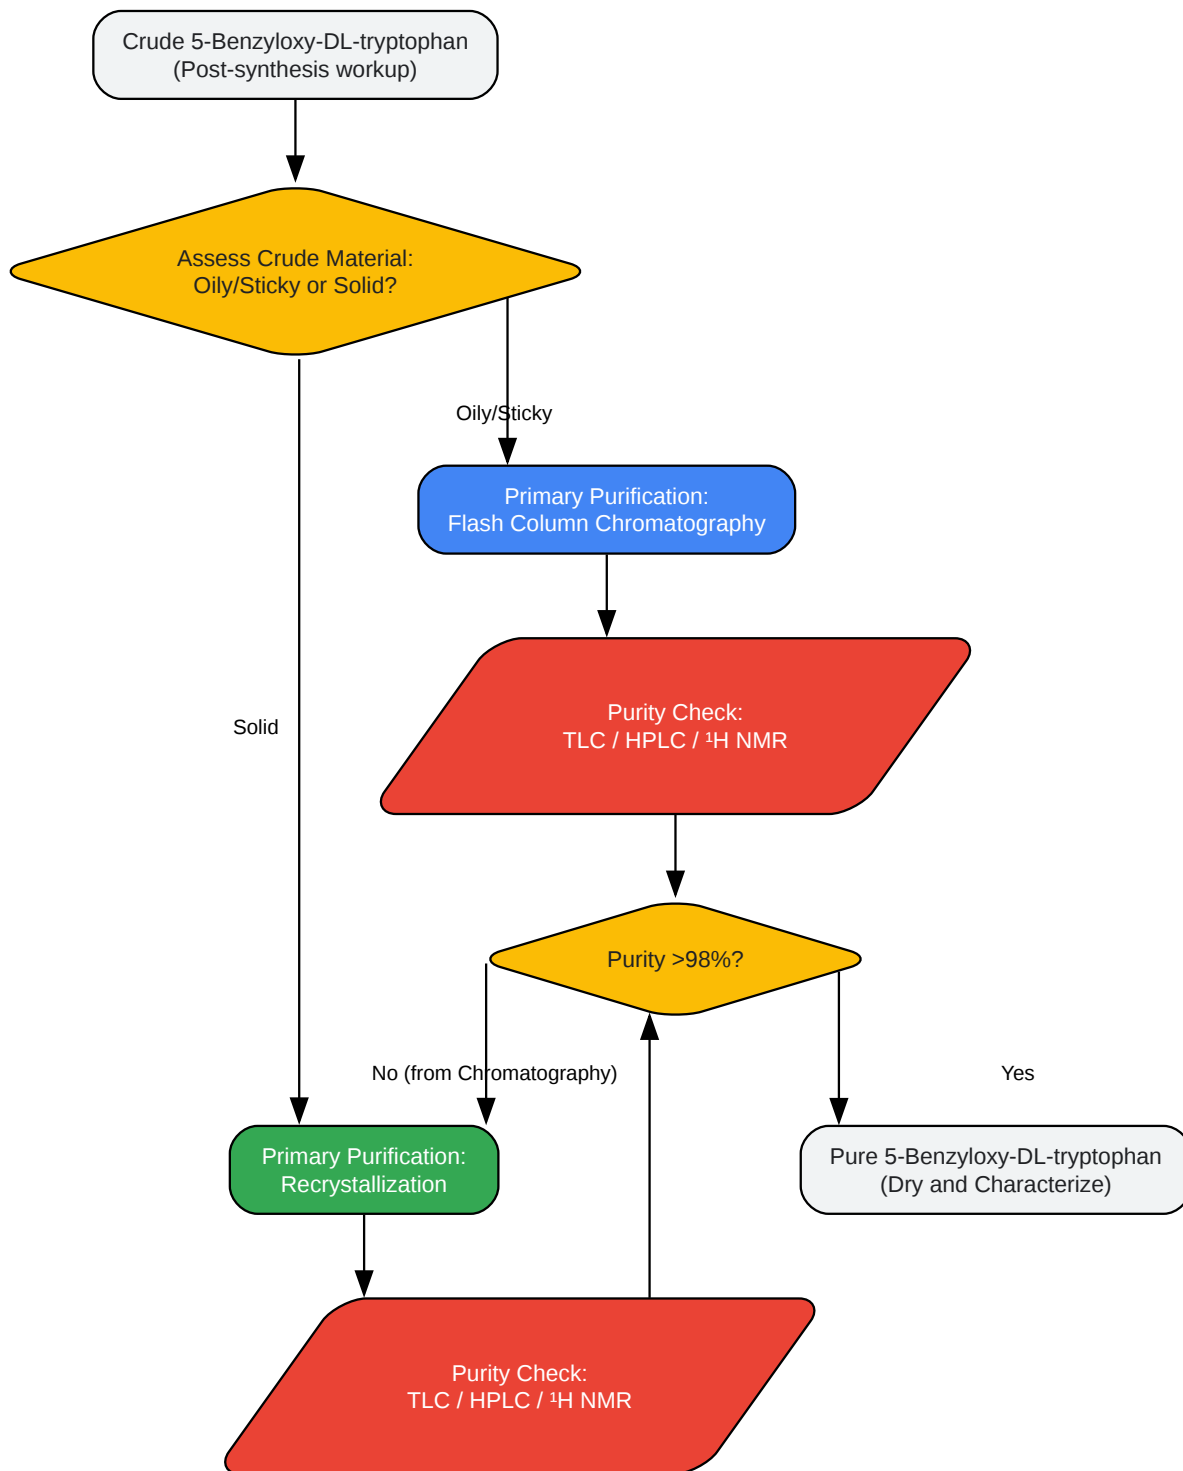 Crude 5-Benzyloxy-DL-tryptophan
(Post-synthesis workup)
Assess Crude Material:
Oily/Sticky or Solid?
Oily/Sticky
Primary Purification:
Flash Column Chromatography
Purity Check:
TLC / HPLC / ¹H NMR
Solid
Purity >98%?
No (from Chromatography)
Yes
Primary Purification:
Recrystallization
Pure 5-Benzyloxy-DL-tryptophan
(Dry and Characterize)
Purity Check:
TLC / HPLC / ¹H NMR